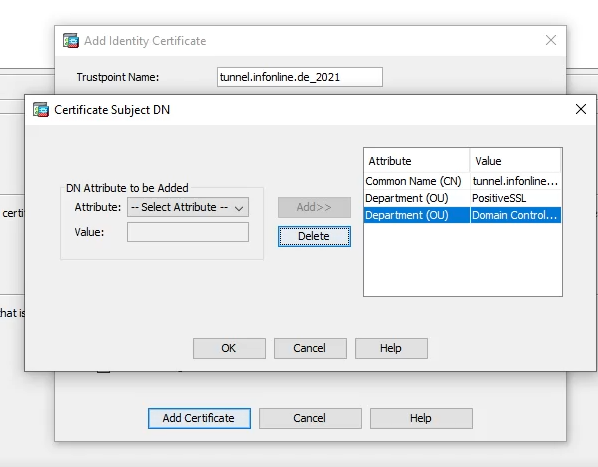 Add Identity Certificate
Trustpoint Name: tunnel.infonline.de_2021
Certificate Subject DN
Attribute Value
DN Attribute to be Added
Common Name (CN) tunnel.infonline...
Attribute: -- Select Attribute -- Add>> Department (OU) PositiveSSL
certi Department (OU) Domain Control...
Value: Delete
hat is
OK Cancel Help
Add Certificate Cancel Help